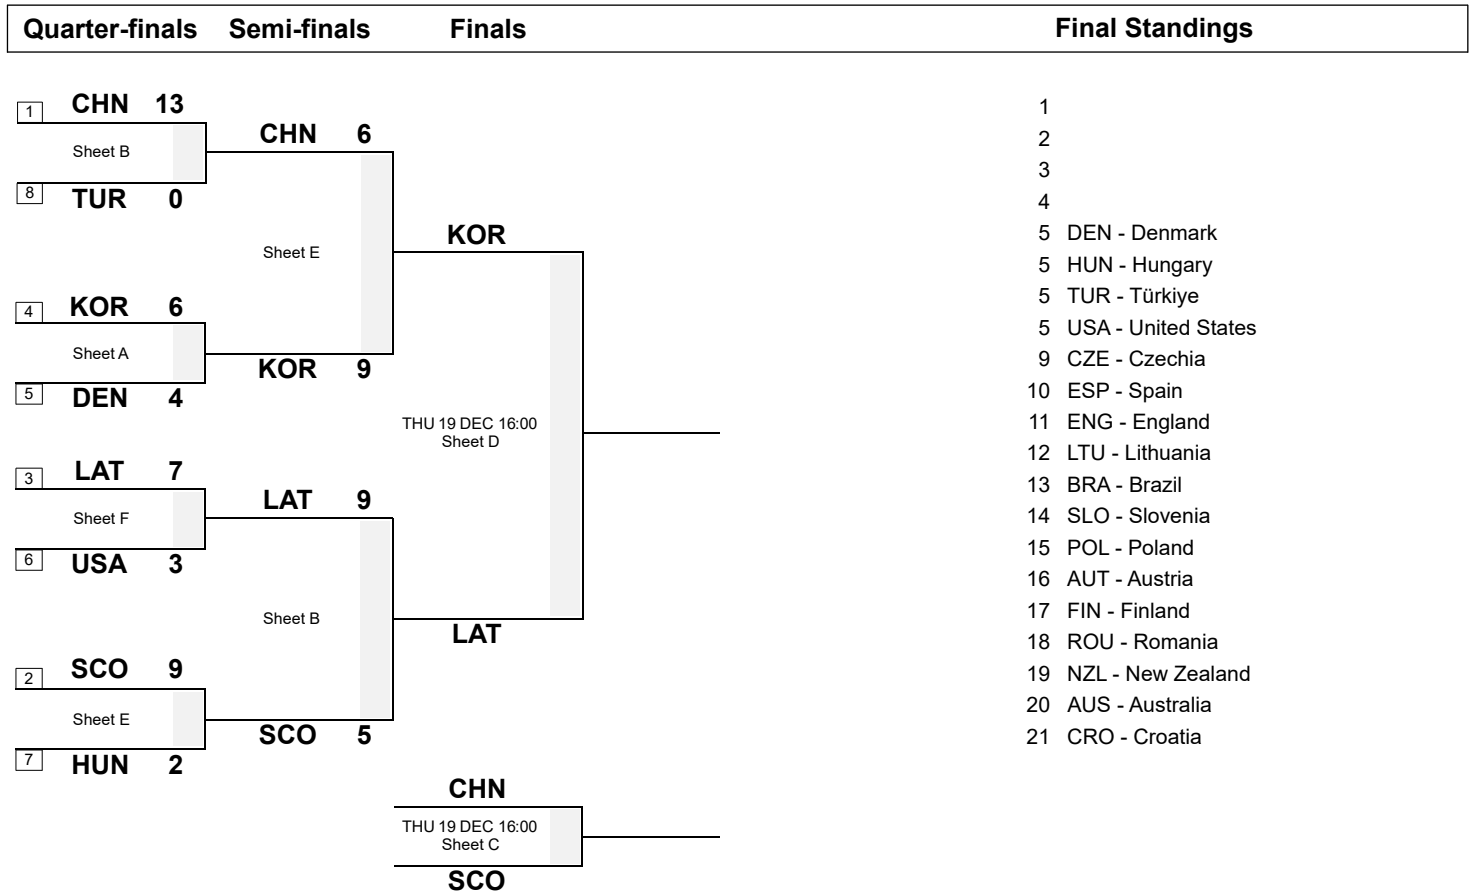 Quarter-finals Semi-finals Finals Final Standings
1 CHN 13
Sheet B
8 TUR 0
CHN 6
Sheet E
KOR 9
4 KOR 6
Sheet A
5 DEN 4
3 LAT 7
Sheet F
6 USA 3
LAT 9
Sheet B
SCO 5
2 SCO 9
Sheet E
7 HUN 2
KOR
THU 19 DEC 16:00
Sheet D
LAT
CHN
THU 19 DEC 16:00
Sheet C
SCO
1
2
3
4
5 DEN - Denmark
5 HUN - Hungary
5 TUR - Türkiye
5 USA - United States
9 CZE - Czechia
10 ESP - Spain
11 ENG - England
12 LTU - Lithuania
13 BRA - Brazil
14 SLO - Slovenia
15 POL - Poland
16 AUT - Austria
17 FIN - Finland
18 ROU - Romania
19 NZL - New Zealand
20 AUS - Australia
21 CRO - Croatia